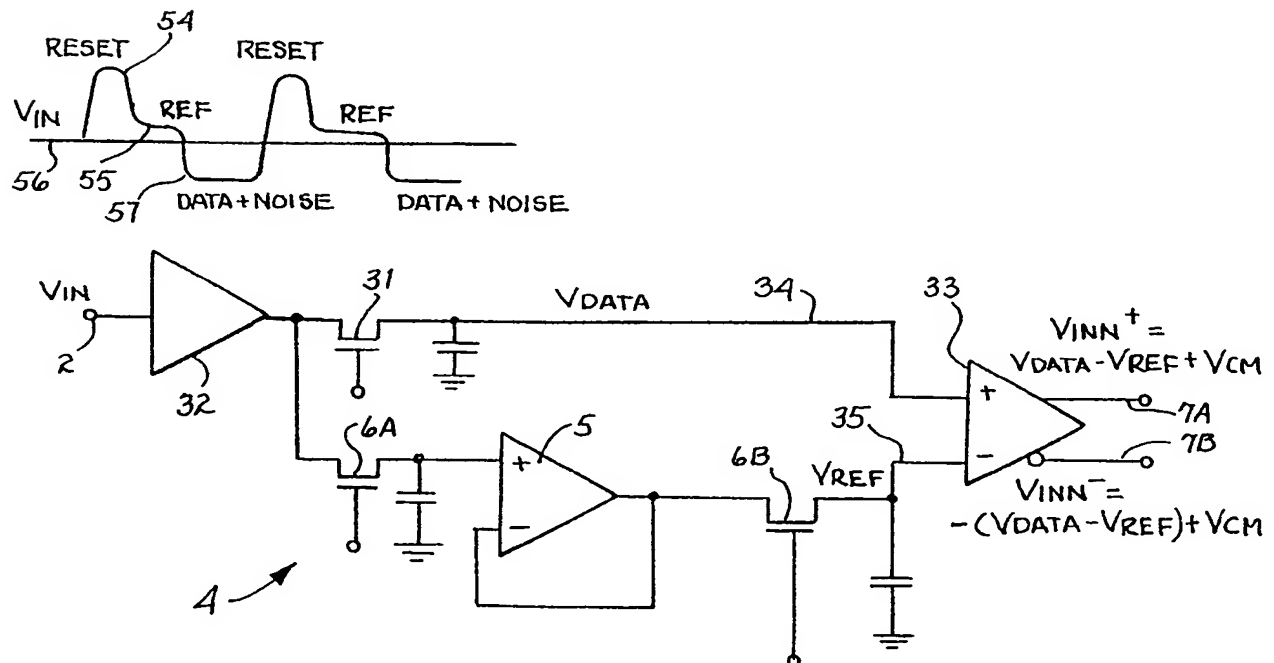 54
RESET
RESET
VIN
REF
REF
56
55
57
DATA+NOISE
DATA+NOISE
VIN
2
32
31
VDATA
34
33
VINN+ =
VDATA-VREF+VCM
+
-
7A
7B
VINN- =
-(VDATA-VREF)+VCM
6A
+
-
5
6B
VREF
35
4